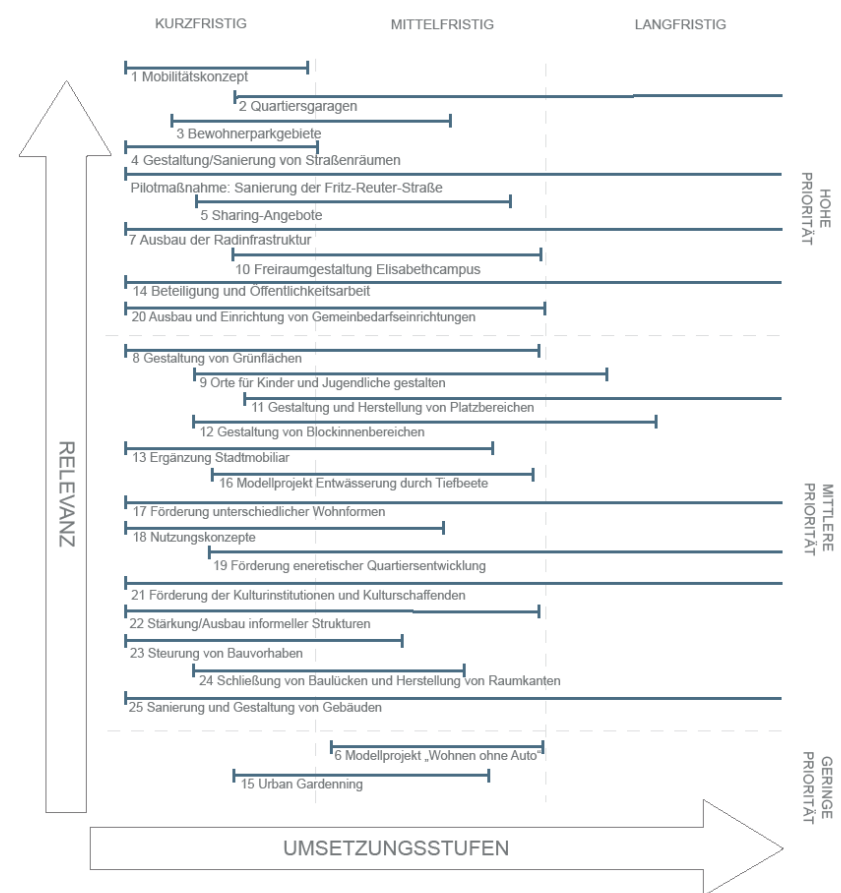 KURZFRISTIG
MITTELFRISTIG
LANGFRISTIG
1 Mobilitätskonzept
2 Quartiersgaragen
3 Bewohnerparkgebiete
4 Gestaltung/Sanierung von Straßenräumen
Pilotmaßnahme: Sanierung der Fritz-Reuter-Straße
5 Sharing-Angebote
7 Ausbau der Radinfrastruktur
10 Freiraumgestaltung Elisabethcampus
14 Beteiligung und Öffentlichkeitsarbeit
20 Ausbau und Einrichtung von Gemeinbedarfseinrichtungen
HOHE
PRIORITÄT
8 Gestaltung von Grünflächen
9 Orte für Kinder und Jugendliche gestalten
11 Gestaltung und Herstellung von Platzbereichen
12 Gestaltung von Blockinnenbereichen
13 Ergänzung Stadtmobiliar
16 Modellprojekt Entwässerung durch Tiefbeete
17 Förderung unterschiedlicher Wohnformen
18 Nutzungskonzepte
19 Förderung eneretischer Quartiersentwicklung
21 Förderung der Kulturinstitutionen und Kulturschaffenden
22 Stärkung/Ausbau informeller Strukturen
23 Steurung von Bauvorhaben
24 Schließung von Baulücken und Herstellung von Raumkanten
25 Sanierung und Gestaltung von Gebäuden
MITTLERE
PRIORITÄT
6 Modellprojekt „Wohnen ohne Auto“
15 Urban Gardenning
GERINGE
PRIORITÄT
RELEVANZ
UMSETZUNGSSTUFEN